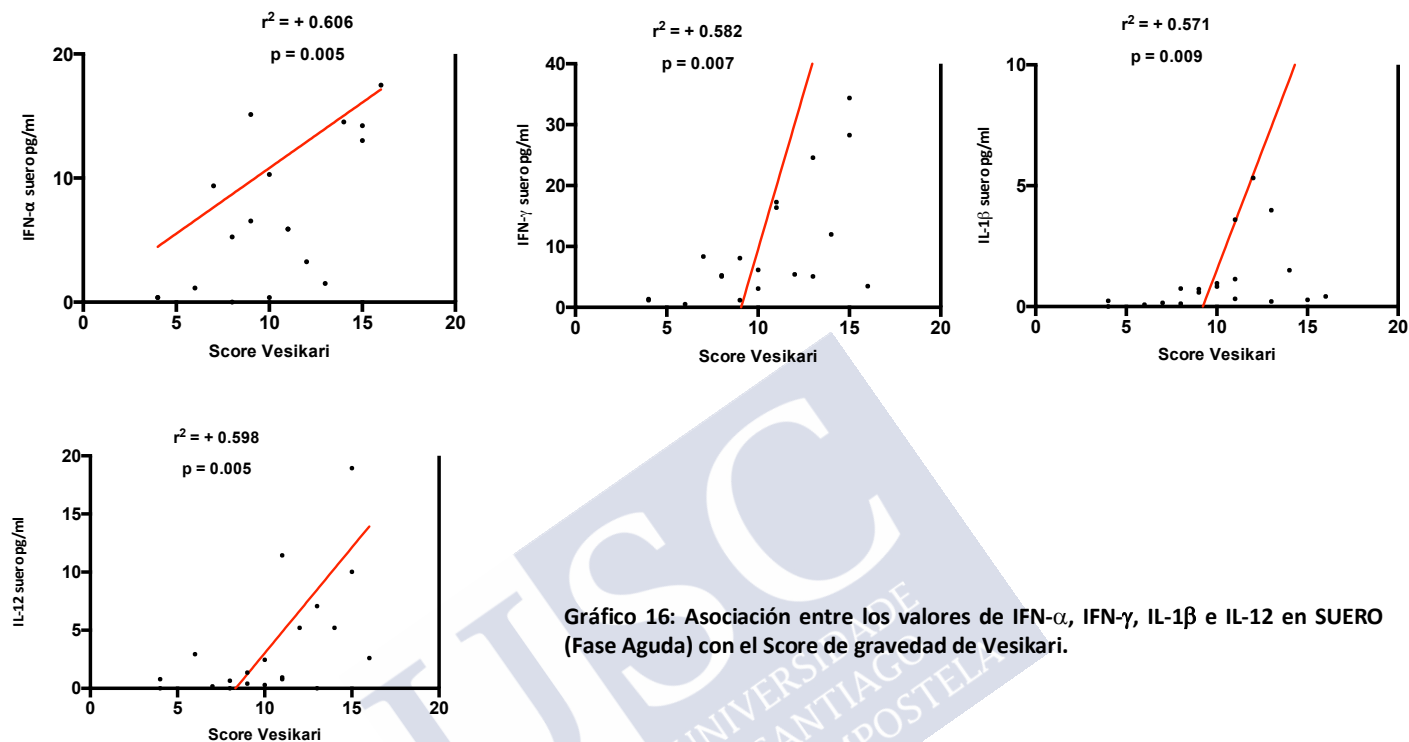 r² = + 0.606
p = 0.005
20
10
0
0 5 10 15 20
IFN-α suero pg/ml
Score Vesikari
r² = + 0.582
p = 0.007
40
30
20
10
0
0 5 10 15 20
IFN-γ suero pg/ml
Score Vesikari
r² = + 0.571
p = 0.009
10
5
0
0 5 10 15 20
IL-1β suero pg/ml
Score Vesikari
r² = + 0.598
p = 0.005
20
15
10
5
0
0 5 10 15 20
IL-12 suero pg/ml
Score Vesikari
Gráfico 16: Asociación entre los valores de IFN-α, IFN-γ, IL-1β e IL-12 en SUERO
(Fase Aguda) con el Score de gravedad de Vesikari.
USC
UNIVERSIDADE
SANTIAGO